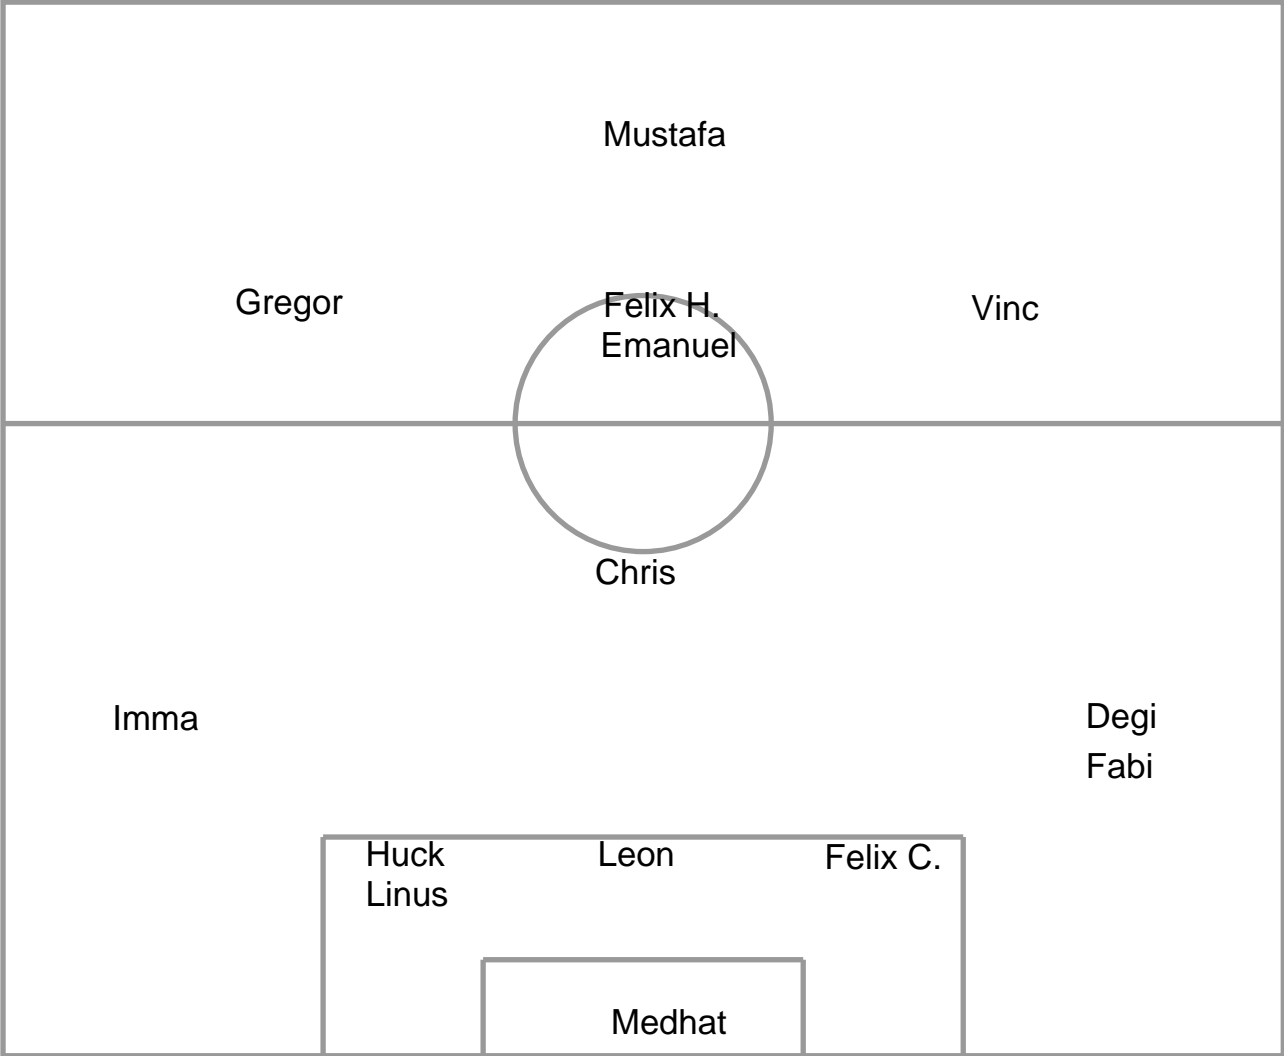 Mustafa
Gregor
Felix H.
Vinc
Emanuel
Chris
Imma
Degi
Fabi
Huck
Leon
Felix C.
Linus
Medhat